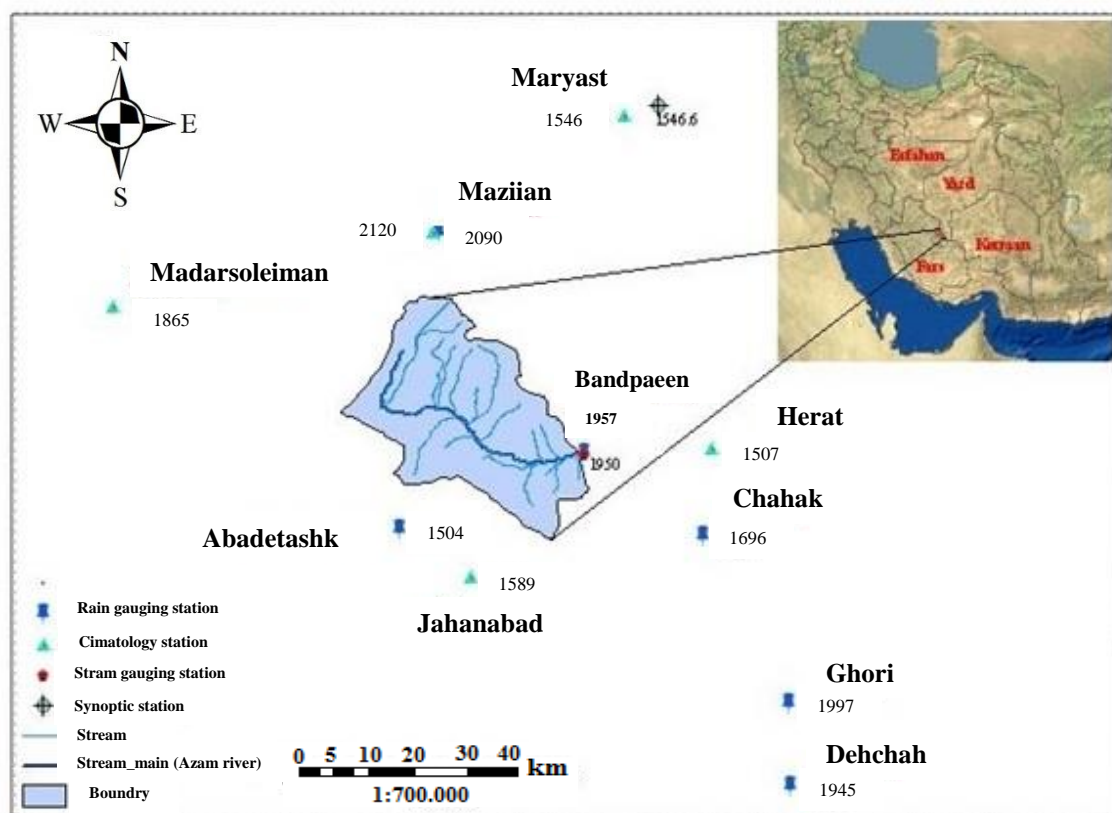 N
W E
S
Maryast
1546
1546.6
Maziian
2120
2090
Madarsoleiman
1865
Esfahan
Yazd
Kerman
Fars
Bandpaeen
1957
1950
Herat
1507
Chahak
1696
Abadetashk
1504
1589
Jahanabad
Ghori
1997
Dehchah
1945
Rain gauging station
Cimatology station
Stram gauging station
Synoptic station
Stream
Stream_main (Azam river)
Boundry
0 5 10 20 30 40 km
1:700.000